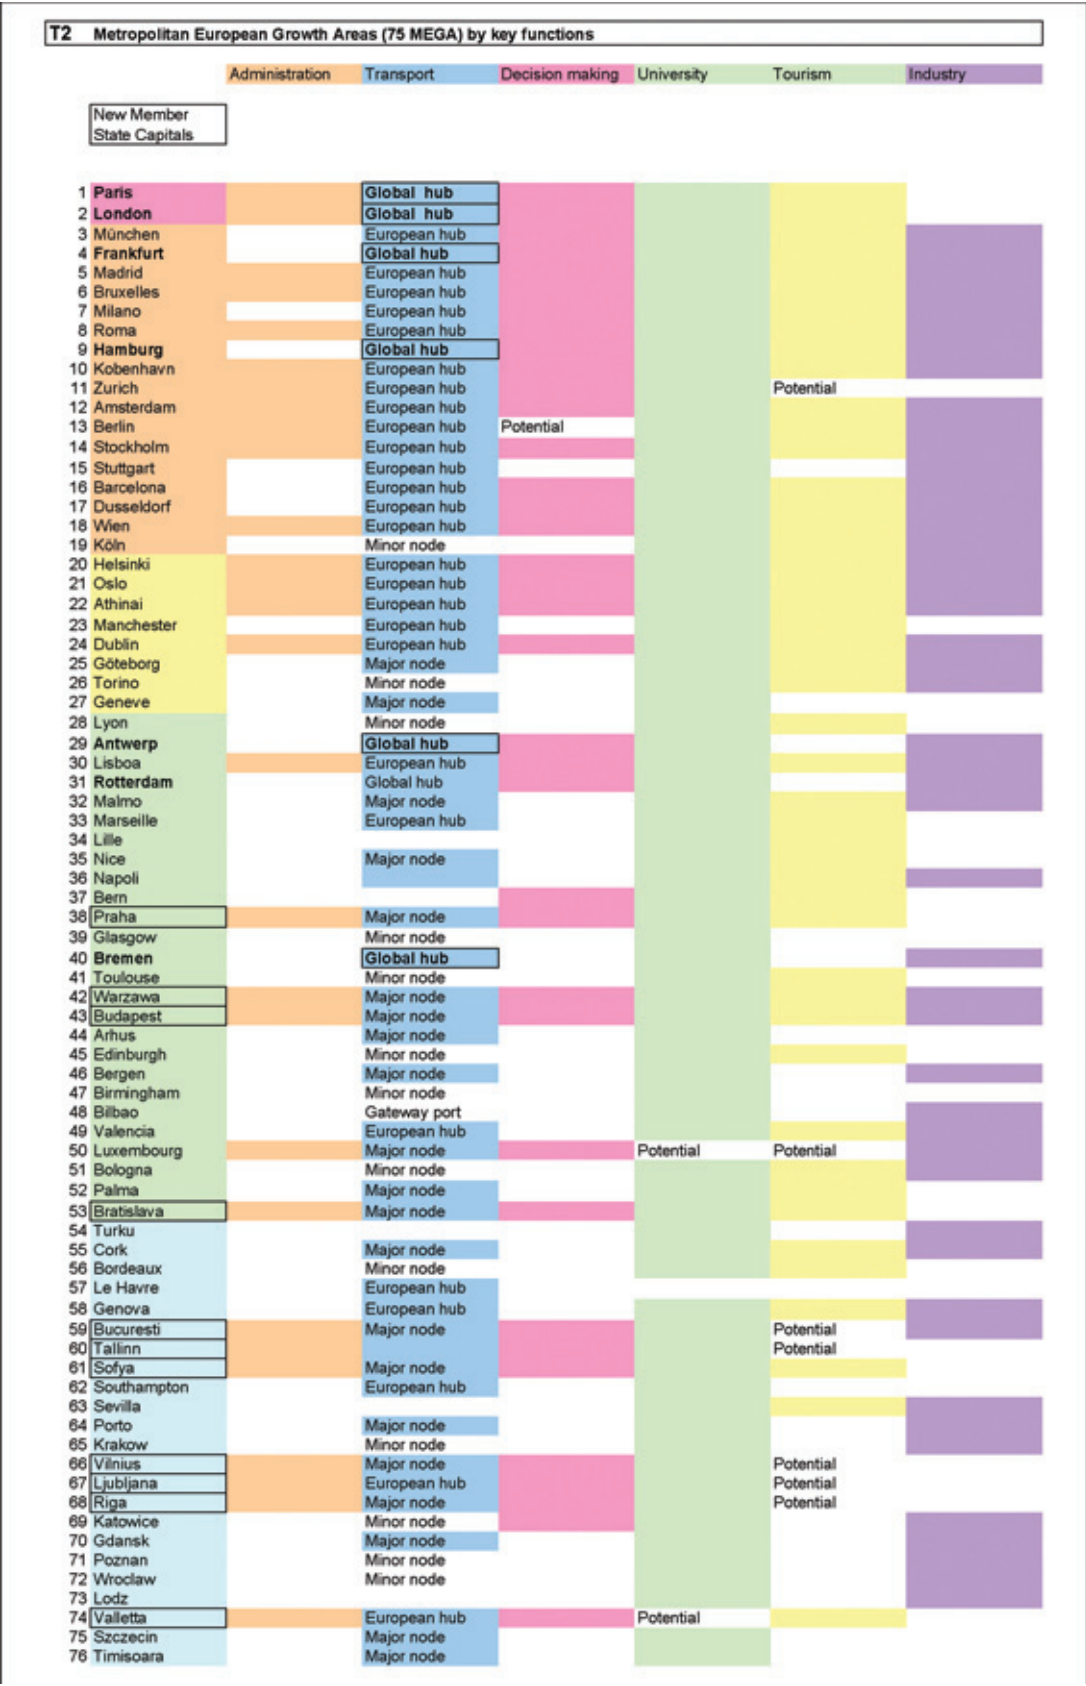 T2 Metropolitan European Growth Areas (75 MEGA) by key functions
Administration Transport Decision making University Tourism Industry
New Member
State Capitals
1 Paris Global hub
2 London Global hub
3 München European hub
4 Frankfurt Global hub
5 Madrid European hub
6 Bruxelles European hub
7 Milano European hub
8 Roma European hub
9 Hamburg Global hub
10 Kobenhavn European hub
11 Zurich European hub Potential
12 Amsterdam European hub
13 Berlin European hub Potential
14 Stockholm European hub
15 Stuttgart European hub
16 Barcelona European hub
17 Dusseldorf European hub
18 Wien European hub
19 Köln Minor node
20 Helsinki European hub
21 Oslo European hub
22 Athinai European hub
23 Manchester European hub
24 Dublin European hub
25 Göteborg Major node
26 Torino Minor node
27 Geneve Major node
28 Lyon Minor node
29 Antwerp Global hub
30 Lisboa European hub
31 Rotterdam Global hub
32 Malmo Major node
33 Marseille European hub
34 Lille
35 Nice Major node
36 Napoli
37 Bern
38 Praha Major node
39 Glasgow Minor node
40 Bremen Global hub
41 Toulouse Minor node
42 Warzawa Major node
43 Budapest Major node
44 Arhus Major node
45 Edinburgh Minor node
46 Bergen Major node
47 Birmingham Minor node
48 Bilbao Gateway port
49 Valencia European hub
50 Luxembourg Major node Potential Potential
51 Bologna Minor node
52 Palma Major node
53 Bratislava Major node
54 Turku
55 Cork Major node
56 Bordeaux Minor node
57 Le Havre European hub
58 Genova European hub
59 Bucuresti Major node Potential
60 Tallinn Potential
61 Sofya Major node
62 Southampton European hub
63 Sevilla
64 Porto Major node
65 Krakow Minor node
66 Vilnius Major node Potential
67 Ljubljana European hub Potential
68 Riga Major node Potential
69 Katowice Minor node
70 Gdansk Major node
71 Poznan Minor node
72 Wroclaw Minor node
73 Lodz
74 Valletta European hub Potential
75 Szczecin Major node
76 Timisoara Major node